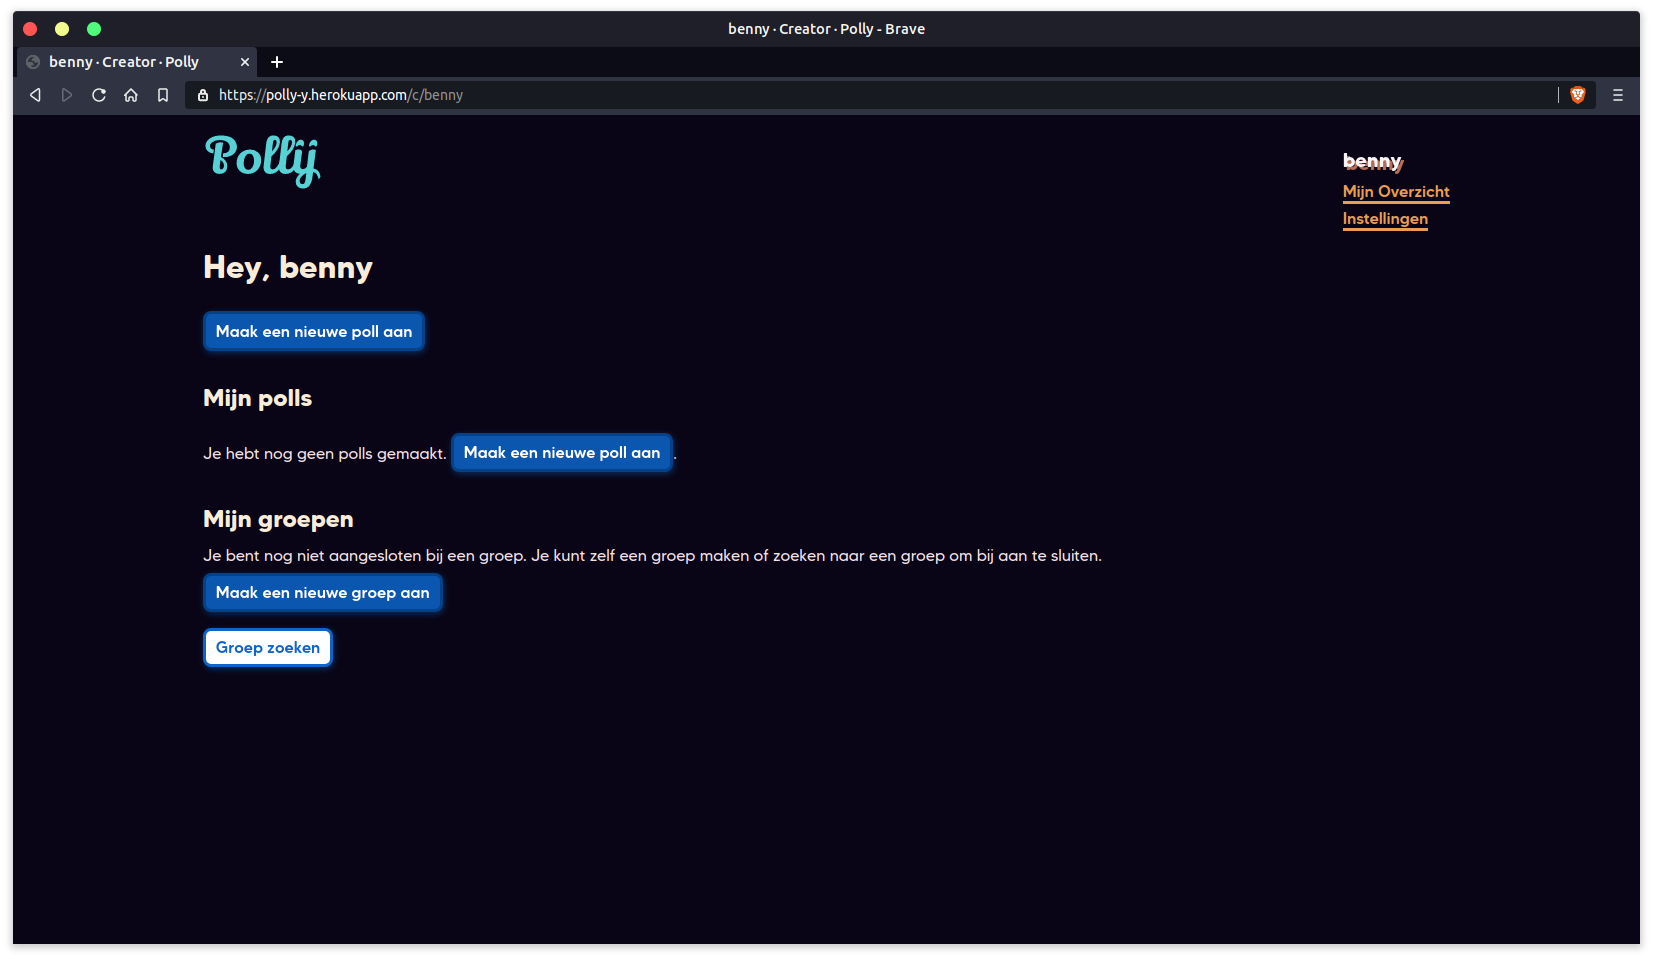 benny · Creator · Polly - Brave
benny · Creator · Polly
https://polly-y.herokuapp.com/c/benny
Pollij
benny
Mijn Overzicht
Instellingen
Hey, benny
Maak een nieuwe poll aan
Mijn polls
Je hebt nog geen polls gemaakt. Maak een nieuwe poll aan.
Mijn groepen
Je bent nog niet aangesloten bij een groep. Je kunt zelf een groep maken of zoeken naar een groep om bij aan te sluiten.
Maak een nieuwe groep aan
Groep zoeken